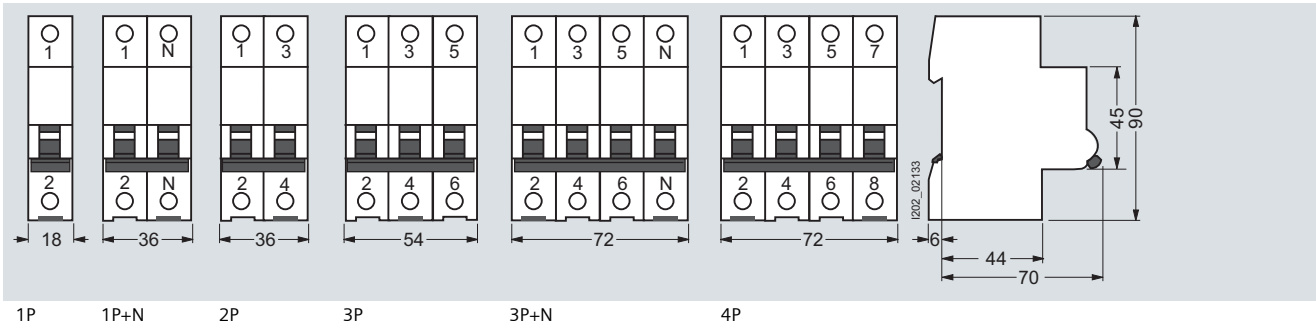 1 1 N 1 3 1 3 5 1 3 5 N 1 3 5 7
2 2 N 2 4 2 4 6 2 4 6 N 2 4 6 8
45
90
I202_02133
18 36 36 54 72 72 6
44
70
1P 1P+N 2P 3P 3P+N 4P